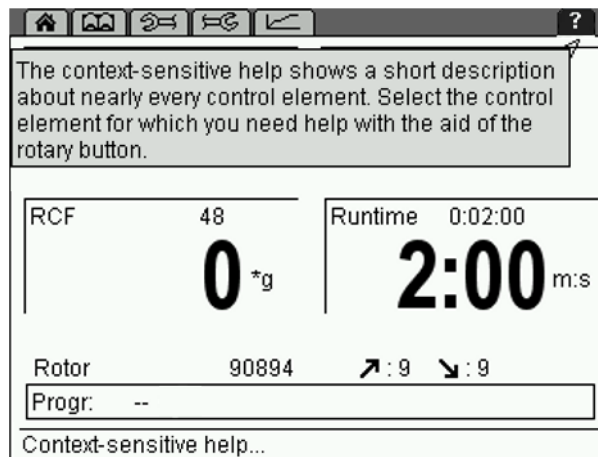 ?
The context-sensitive help shows a short description
about nearly every control element. Select the control
element for which you need help with the aid of the
rotary button.
RCF 48
0 *g
Runtime 0:02:00
2:00 m:s
Rotor 90894 ↗ : 9 ↘ : 9
Progr: --
Context-sensitive help...